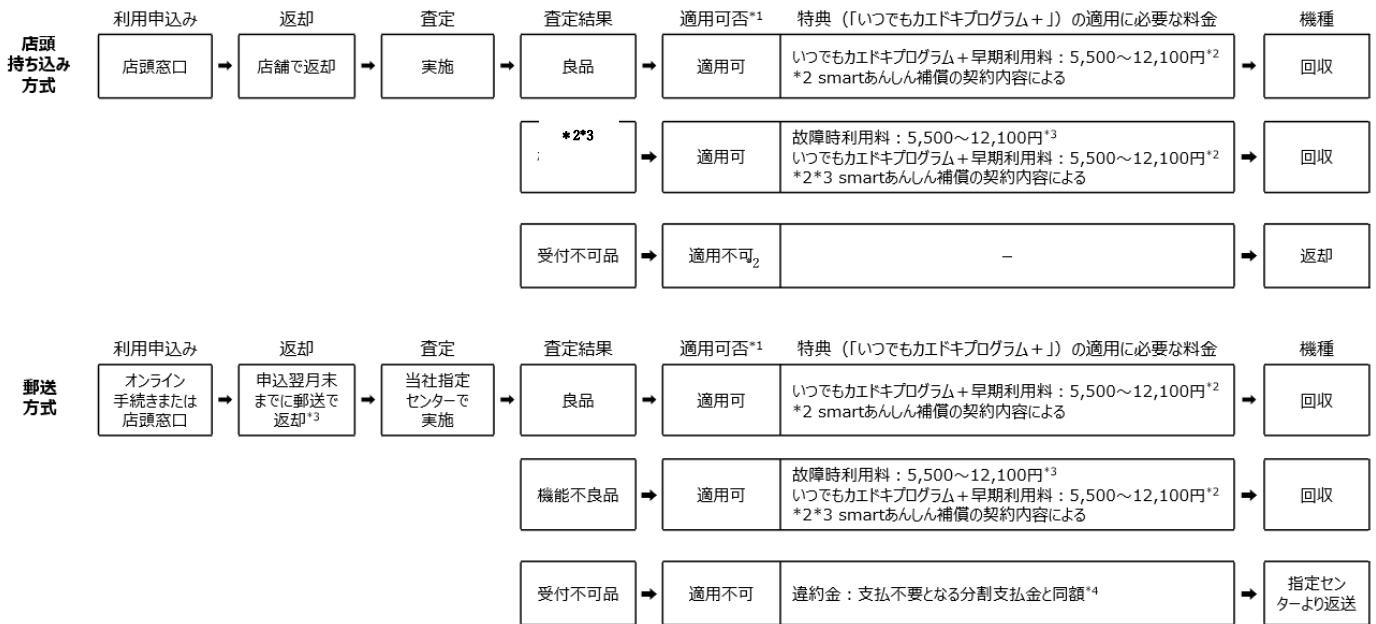 利用申込み 返却 査定 査定結果 適用可否*1 特典（「いつでもカエドキプログラム＋」）の適用に必要な料金 機種
店頭
持ち込み
方式
店頭窓口 ➡ 店舗で返却 ➡ 実施 ➡ 良品 ➡ 適用可 ➡ 回収
いつでもカエドキプログラム＋早期利用料：5,500～12,100円*2
*2 smartあんしん補償の契約内容による
*2*3
➡ 適用可 ➡ 回収
故障時利用料：5,500～12,100円*3
いつでもカエドキプログラム＋早期利用料：5,500～12,100円*2
*2*3 smartあんしん補償の契約内容による
受付不可品 ➡ 適用不可2 － ➡ 返却
利用申込み 返却 査定 査定結果 適用可否*1 特典（「いつでもカエドキプログラム＋」）の適用に必要な料金 機種
郵送
方式
オンライン
手続きまたは
店頭窓口
➡
申込翌月末
までに郵送で
返却*3
➡
当社指定
センターで
実施
➡ 良品 ➡ 適用可
いつでもカエドキプログラム＋早期利用料：5,500～12,100円*2
*2 smartあんしん補償の契約内容による
➡ 回収
機能不良品 ➡ 適用可
故障時利用料：5,500～12,100円*3
いつでもカエドキプログラム＋早期利用料：5,500～12,100円*2
*2*3 smartあんしん補償の契約内容による
➡ 回収
受付不可品 ➡ 適用不可 違約金：支払不要となる分割支払金と同額*4 ➡
指定セン
ターより返送